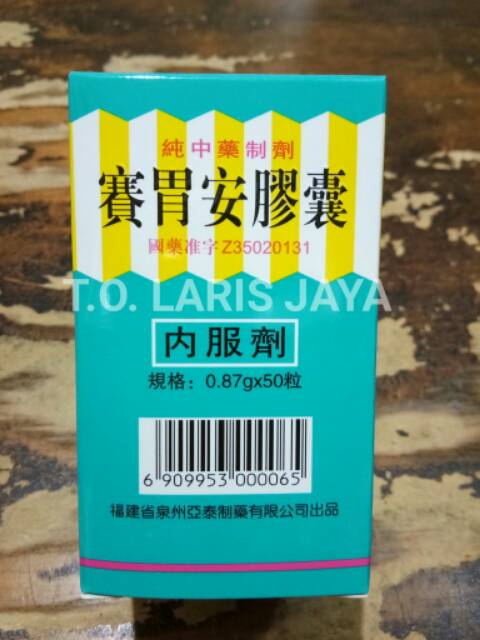 純中藥制劑
賽胃安膠囊
國藥准字Z35020131
T.O. LARIS JAYA
内服劑
規格：0.87gx50粒
6 909953 000065
福建省泉州亞泰制藥有限公司出品